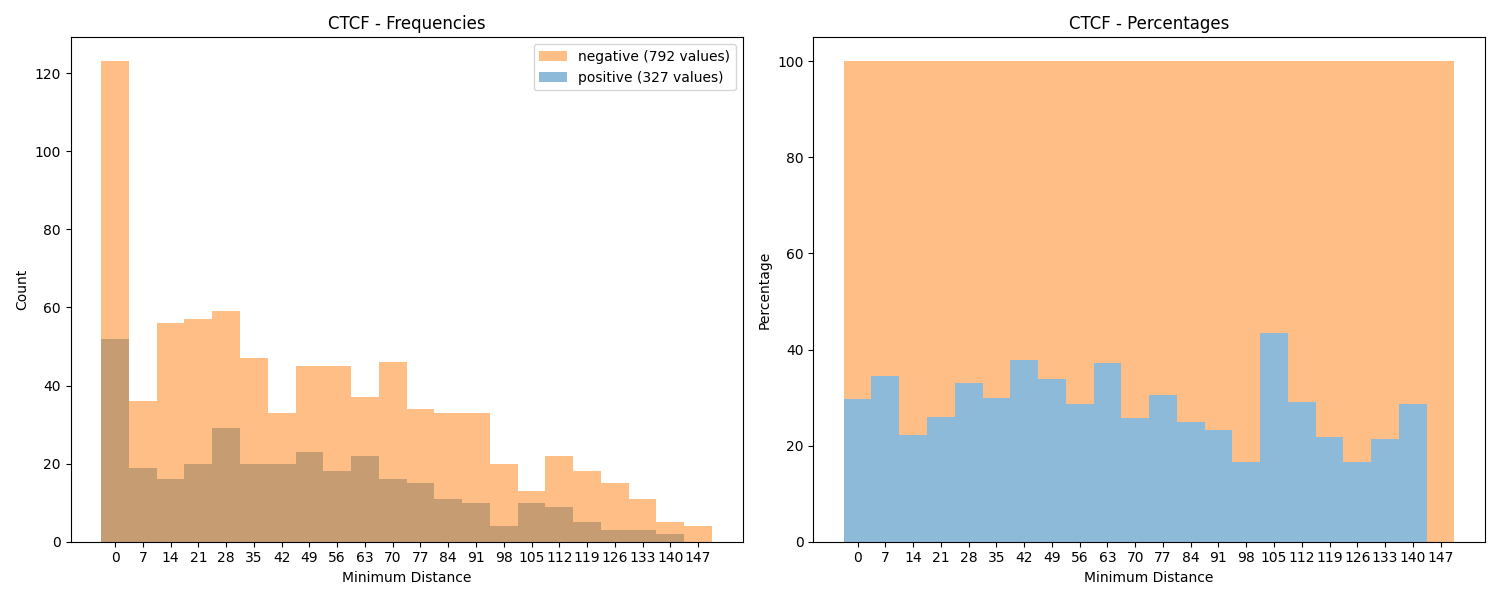 CTCF - Frequencies
negative (792 values)
positive (327 values)
Count
120
100
80
60
40
20
0
0 7 14 21 28 35 42 49 56 63 70 77 84 91 98 105 112 119 126 133 140 147
Minimum Distance
CTCF - Percentages
Percentage
100
80
60
40
20
0
0 7 14 21 28 35 42 49 56 63 70 77 84 91 98 105 112 119 126 133 140 147
Minimum Distance